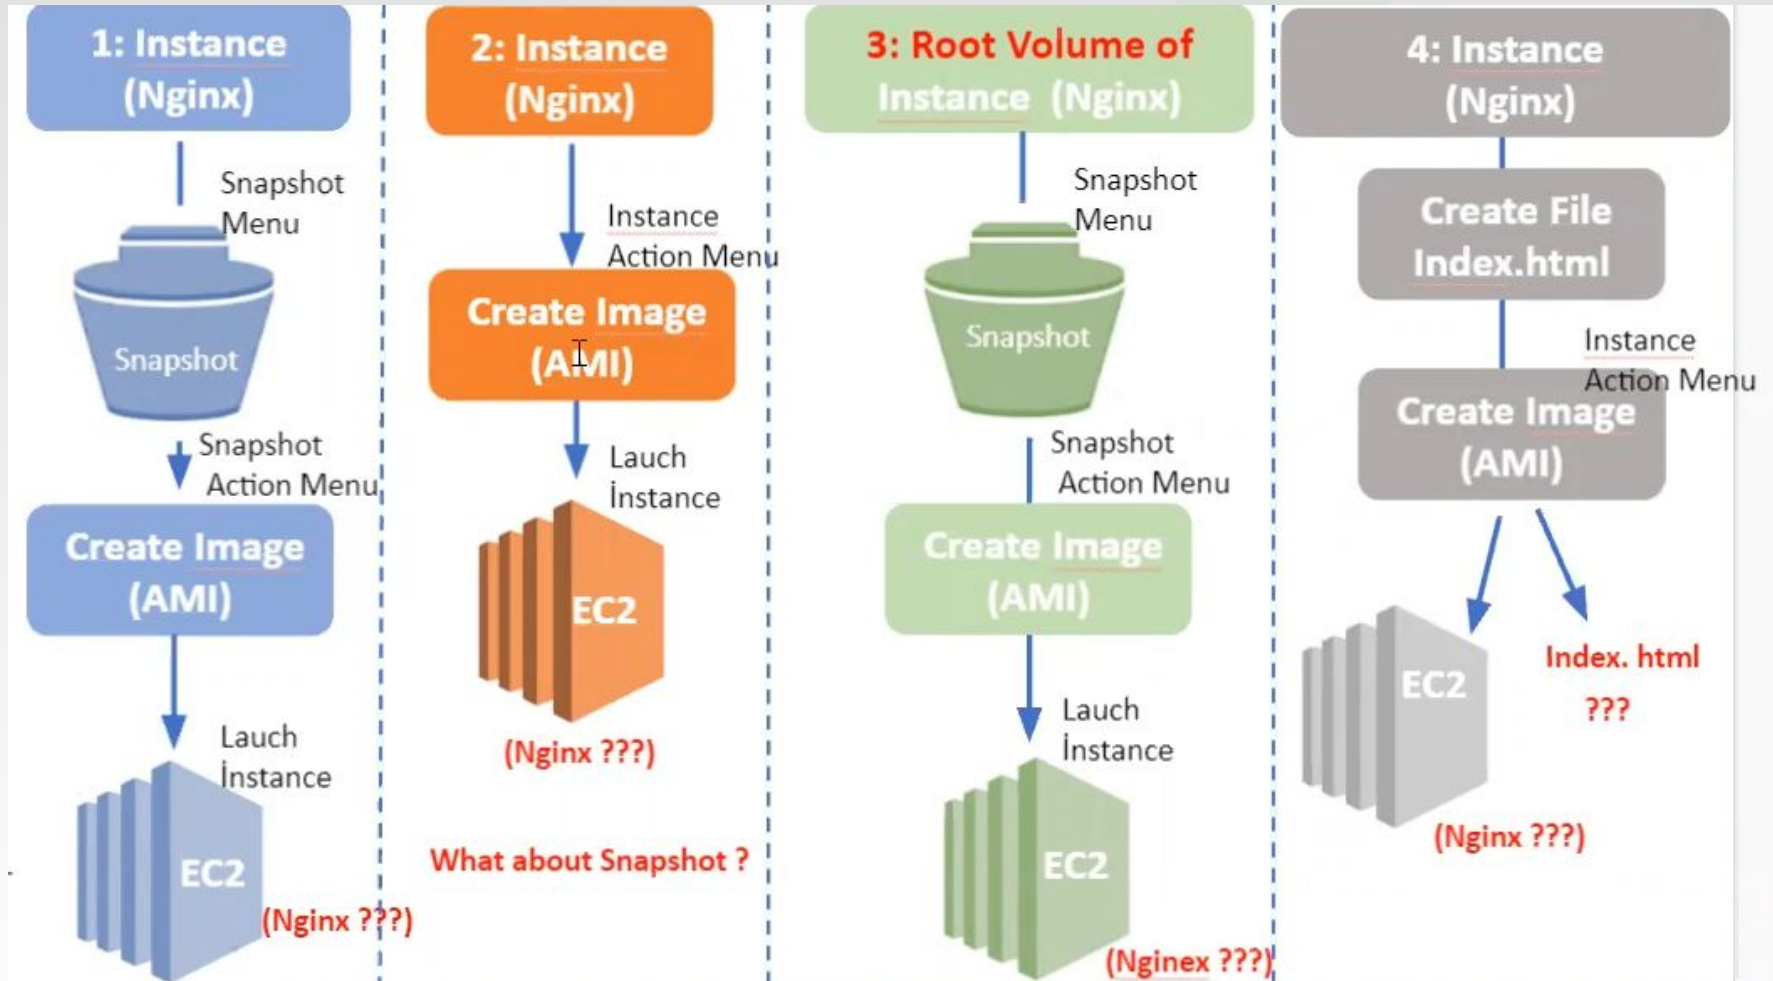 1: Instance
(Nginx)
Snapshot
Menu
Snapshot
Snapshot
Action Menu
Create Image
(AMI)
Lauch
İnstance
EC2
(Nginx ???)
2: Instance
(Nginx)
Instance
Action Menu
Create Image
(AMI)
Lauch
İnstance
EC2
(Nginx ???)
What about Snapshot ?
3: Root Volume of
Instance (Nginx)
Snapshot
Menu
Snapshot
Snapshot
Action Menu
Create Image
(AMI)
Lauch
İnstance
EC2
(Nginex ???)
4: Instance
(Nginx)
Create File
Index.html
Instance
Action Menu
Create Image
(AMI)
EC2
Index. html
???
(Nginx ???)